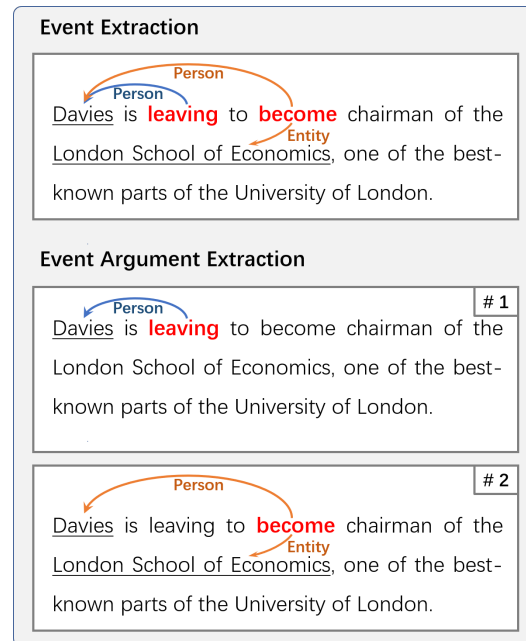 Event Extraction
Person
Person
Davies is leaving to become chairman of the
Entity
London School of Economics, one of the best-
known parts of the University of London.
Event Argument Extraction
# 1
Person
Davies is leaving to become chairman of the
London School of Economics, one of the best-
known parts of the University of London.
# 2
Person
Davies is leaving to become chairman of the
Entity
London School of Economics, one of the best-
known parts of the University of London.